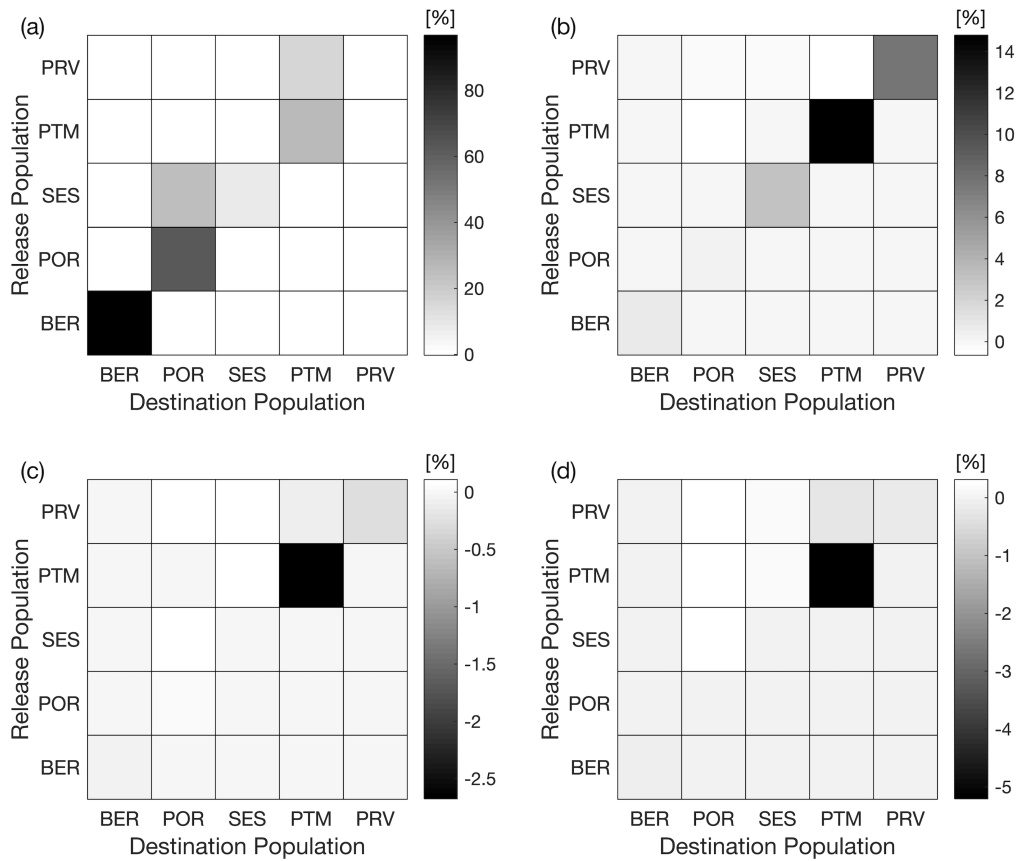 (a)
[%]
PRV
PTM
SES
POR
BER
Release Population
BER POR SES PTM PRV
Destination Population
80
60
40
20
0
(b)
[%]
PRV
PTM
SES
POR
BER
Release Population
BER POR SES PTM PRV
Destination Population
14
12
10
8
6
4
2
0
(c)
[%]
PRV
PTM
SES
POR
BER
Release Population
BER POR SES PTM PRV
Destination Population
0
-0.5
-1
-1.5
-2
-2.5
(d)
[%]
PRV
PTM
SES
POR
BER
Release Population
BER POR SES PTM PRV
Destination Population
0
-1
-2
-3
-4
-5